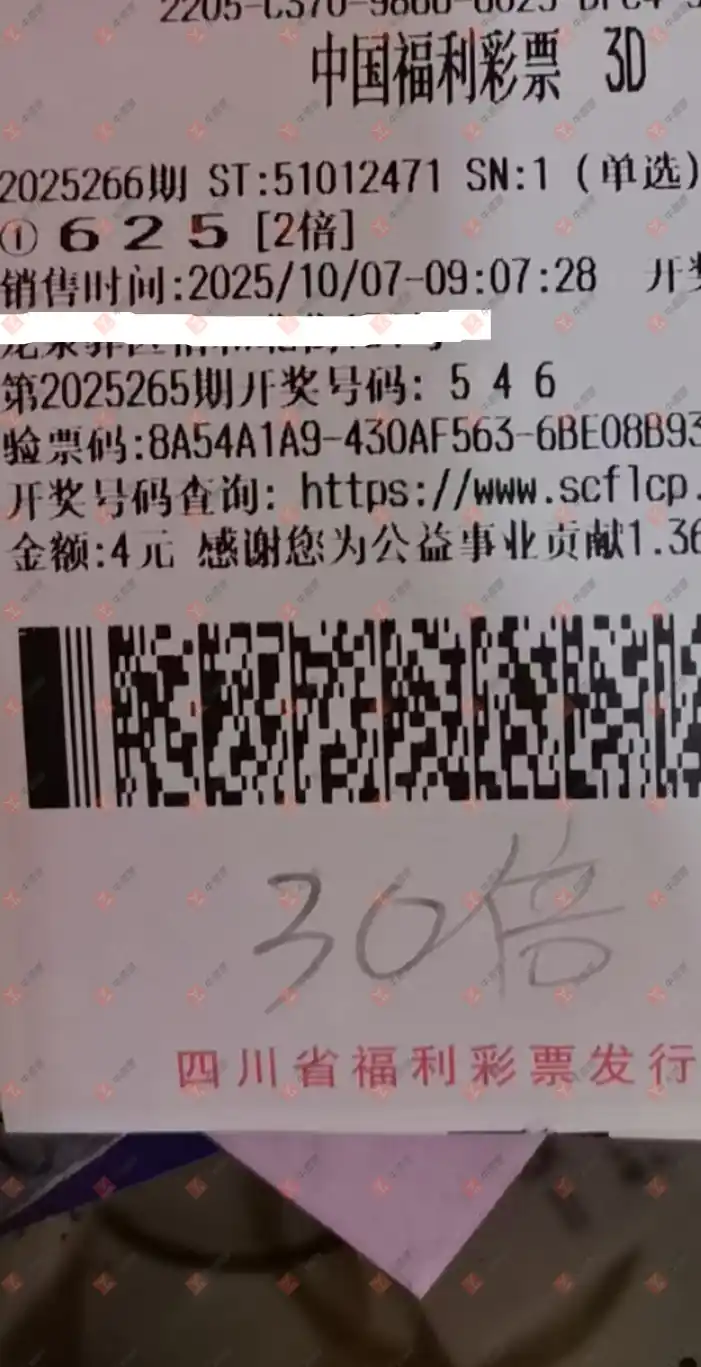 中国福利彩票 3D
2025266期 ST:51012471 SN:1 (单选)
① 6 2 5 [2倍]
销售时间:2025/10/07-09:07:28 开
第2025265期开奖号码: 5 4 6
验票码:8A54A1A9-430AF563-6BE08B93
开奖号码查询: https://www.scflcp.
金额:4元 感谢您为公益事业贡献1.36
30倍
四川省福利彩票发行